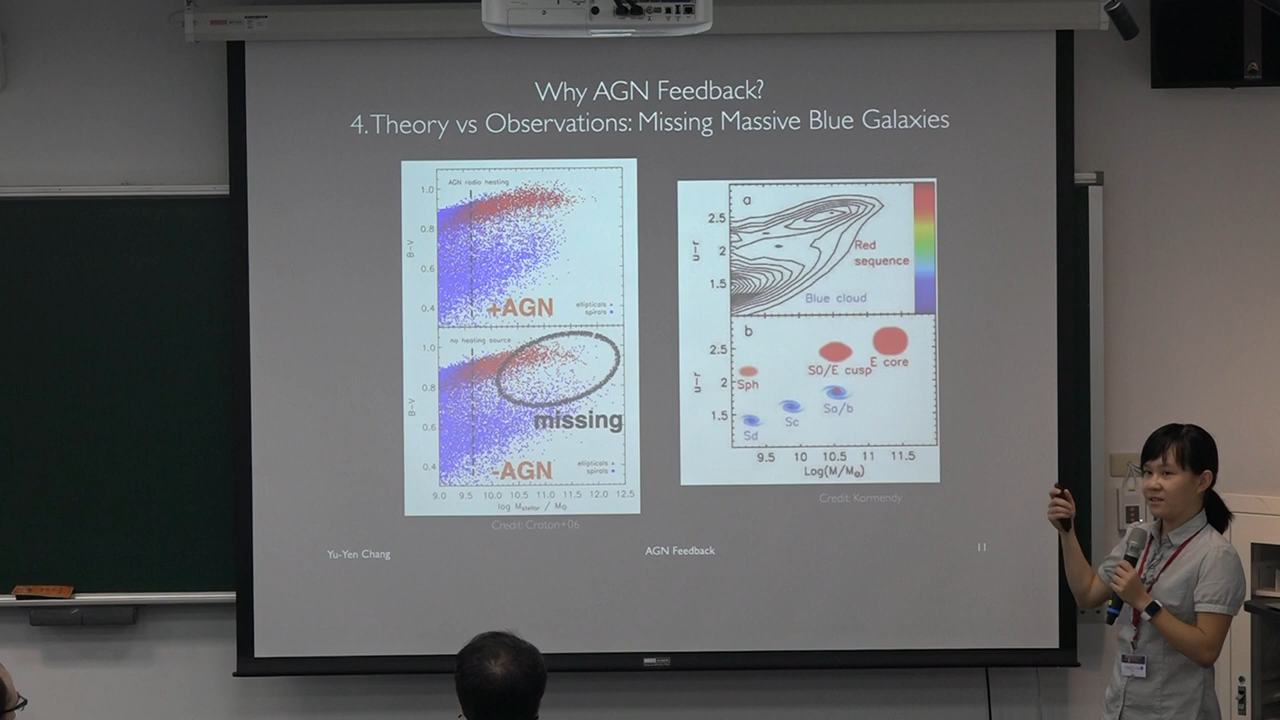 Why AGN Feedback?
4. Theory vs Observations: Missing Massive Blue Galaxies
AGN radio heating
1.0
0.8
0.6
0.4
B-V
+AGN
ellipticals
spirals
no heating source
1.0
0.8
0.6
0.4
B-V
missing
-AGN
ellipticals
spirals
9.0 9.5 10.0 10.5 11.0 11.5 12.0 12.5
log Mstellar / M⊙
Credit: Croton+06
a
2.5
2
1.5
u-r
Red
sequence
Blue cloud
b
2.5
2
1.5
u-r
Sph
S0/E cusp
E core
Sd
Sc
Sa/b
9.5 10 10.5 11 11.5
Log(M/M⊙)
Credit: Kormendy
Yu-Yen Chang
AGN Feedback
11